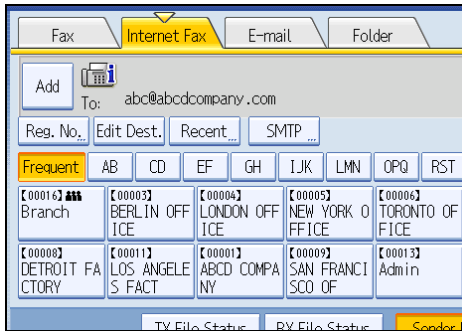 Fax Internet Fax E-mail Folder
Add To: abc@abcdcompany.com
Reg. No. Edit Dest. Recent SMTP
Frequent AB CD EF GH IJK LMN OPQ RST
[00016] [00003] [00004] [00005] [00006]
Branch BERLIN OFF LONDON OFF NEW YORK O TORONTO OF
ICE ICE FFICE FICE
[00008] [00011] [00001] [00009] [00013]
DETROIT FA LOS ANGELE ABCD COMPA SAN FRANCI Admin
CTORY S FACT NY SCO OF
TX File Status RX File Status Sender